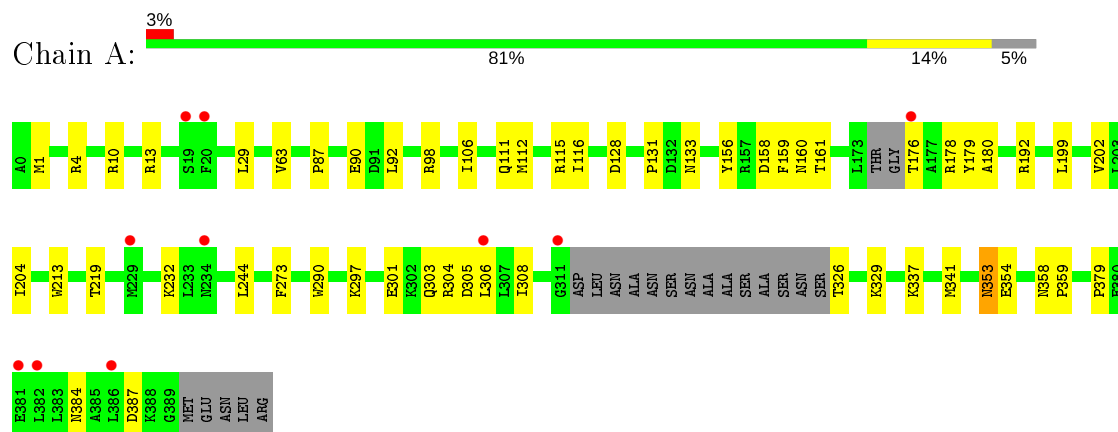 3%
Chain A:
81% 14% 5%
A0 M1 R4 R10 R13 S19 F20 L29 V63 P87 E90 D91 L92 R98 I106 Q111 M112 R115 I116 D128 P131 D132 N133 Y156 R157 D158 F159 N160 T161 L173 THR GLY T176 A177 R178 Y179 A180 R192 L199 V202 L203
I204 W213 T219 M229 K232 L233 N234 L244 F273 W290 K297 E301 K302 Q303 R304 D305 L306 L307 I308 G311 ASP LEU ASN ALA ASN SER ASN ALA ALA SER ALA SER ASN SER T326 K329 K337 M341 N353 E354 N358 P359 P379 E380
E381 L382 L383 N384 A385 L386 D387 K388 G389 MET GLU ASN LEU ARG